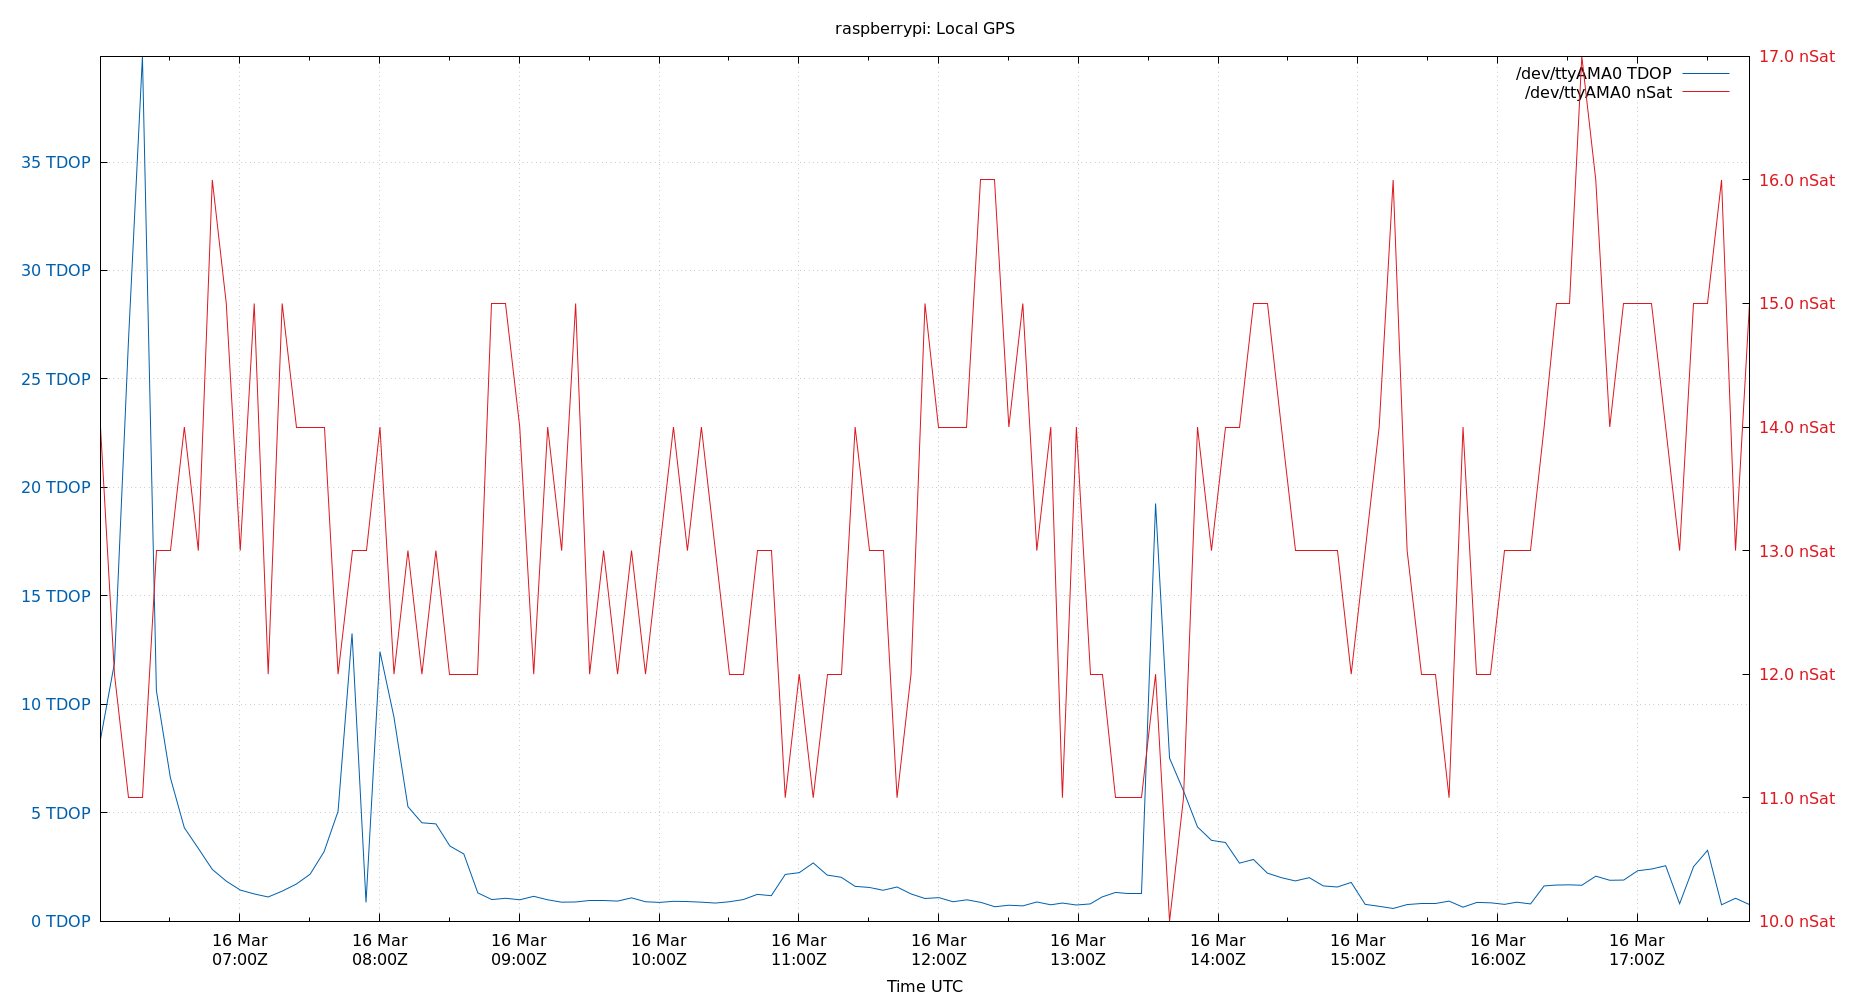 raspberrypi: Local GPS
/dev/ttyAMA0 TDOP
/dev/ttyAMA0 nSat
35 TDOP
30 TDOP
25 TDOP
20 TDOP
15 TDOP
10 TDOP
5 TDOP
0 TDOP
17.0 nSat
16.0 nSat
15.0 nSat
14.0 nSat
13.0 nSat
12.0 nSat
11.0 nSat
10.0 nSat
16 Mar
07:00Z
16 Mar
08:00Z
16 Mar
09:00Z
16 Mar
10:00Z
16 Mar
11:00Z
16 Mar
12:00Z
16 Mar
13:00Z
16 Mar
14:00Z
16 Mar
15:00Z
16 Mar
16:00Z
16 Mar
17:00Z
Time UTC